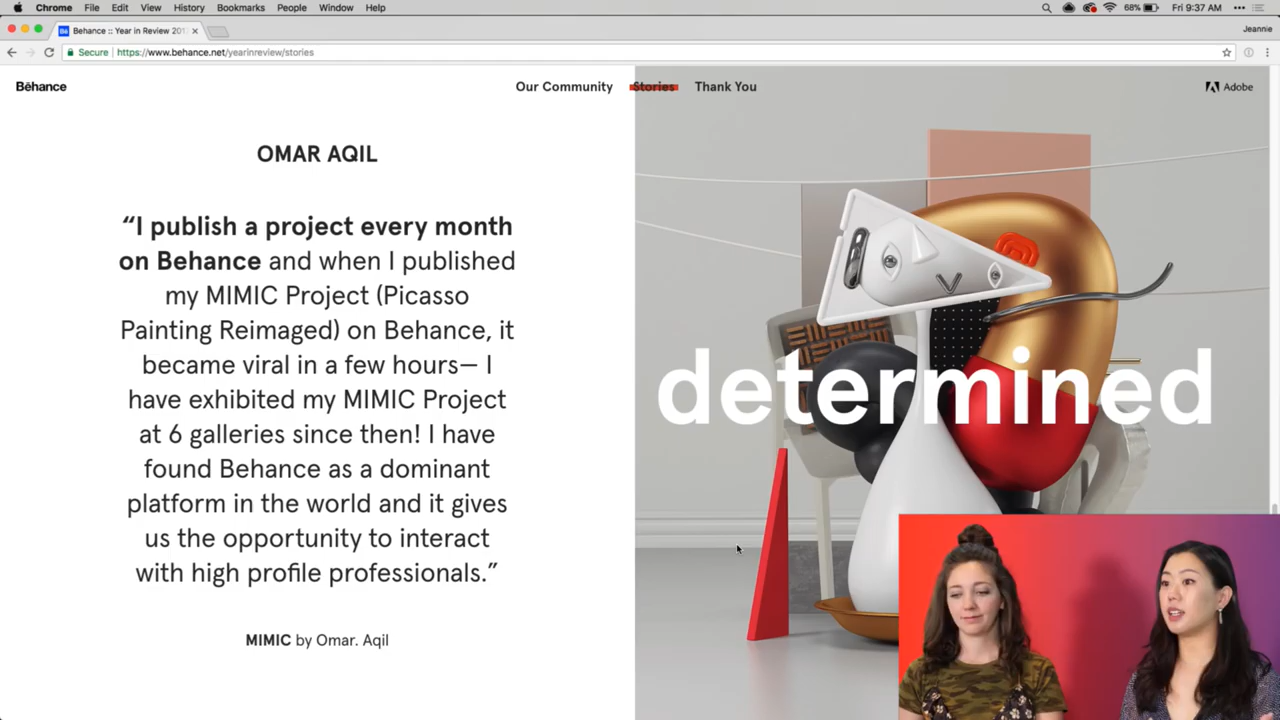 Chrome File Edit View History Bookmarks People Window Help
68% Fri 9:37 AM
Behance :: Year in Review 201
Jeannie
Secure https://www.behance.net/yearinreview/stories
Bēhance
Our Community Stories Thank You
Adobe
OMAR AQIL
“I publish a project every month
on Behance and when I published
my MIMIC Project (Picasso
Painting Reimaged) on Behance, it
became viral in a few hours— I
have exhibited my MIMIC Project
at 6 galleries since then! I have
found Behance as a dominant
platform in the world and it gives
us the opportunity to interact
with high profile professionals.”
MIMIC by Omar. Aqil
determined